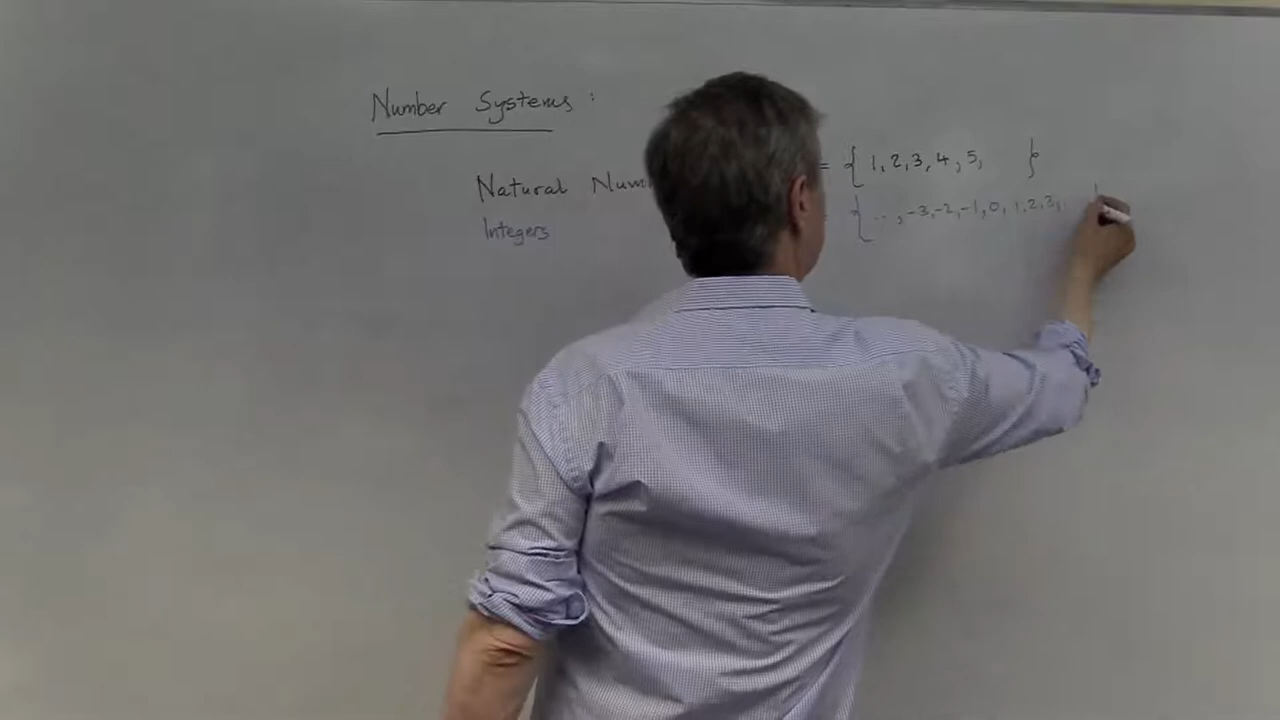 Number Systems :
Natural Num = { 1, 2, 3, 4, 5, }
Integers = { .. , -3, -2, -1, 0, 1, 2, 3, .